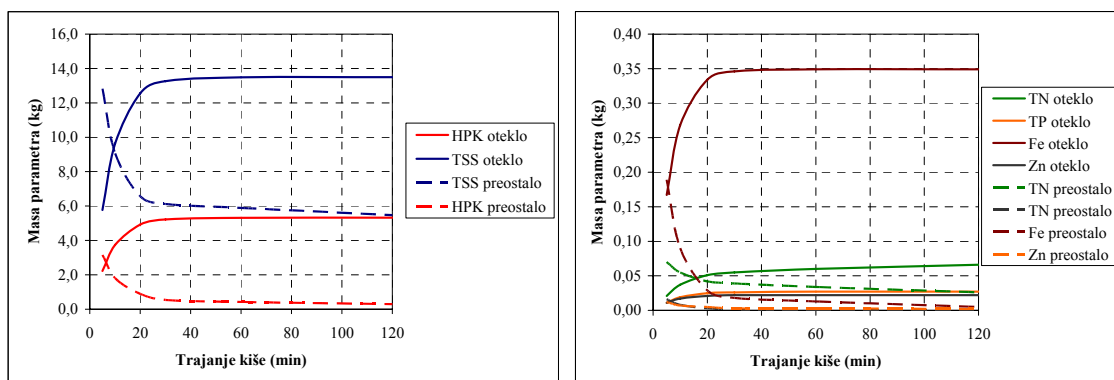 16,0
14,0
12,0
10,0
8,0
6,0
4,0
2,0
0,0
Masa parametra (kg)
0 20 40 60 80 100 120
Trajanje kiše (min)
HPK oteklo
TSS oteklo
TSS preostalo
HPK preostalo
0,40
0,35
0,30
0,25
0,20
0,15
0,10
0,05
0,00
Masa parametra (kg)
0 20 40 60 80 100 120
Trajanje kiše (min)
TN oteklo
TP oteklo
Fe oteklo
Zn oteklo
TN preostalo
TN preostalo
Fe preostalo
Zn preostalo